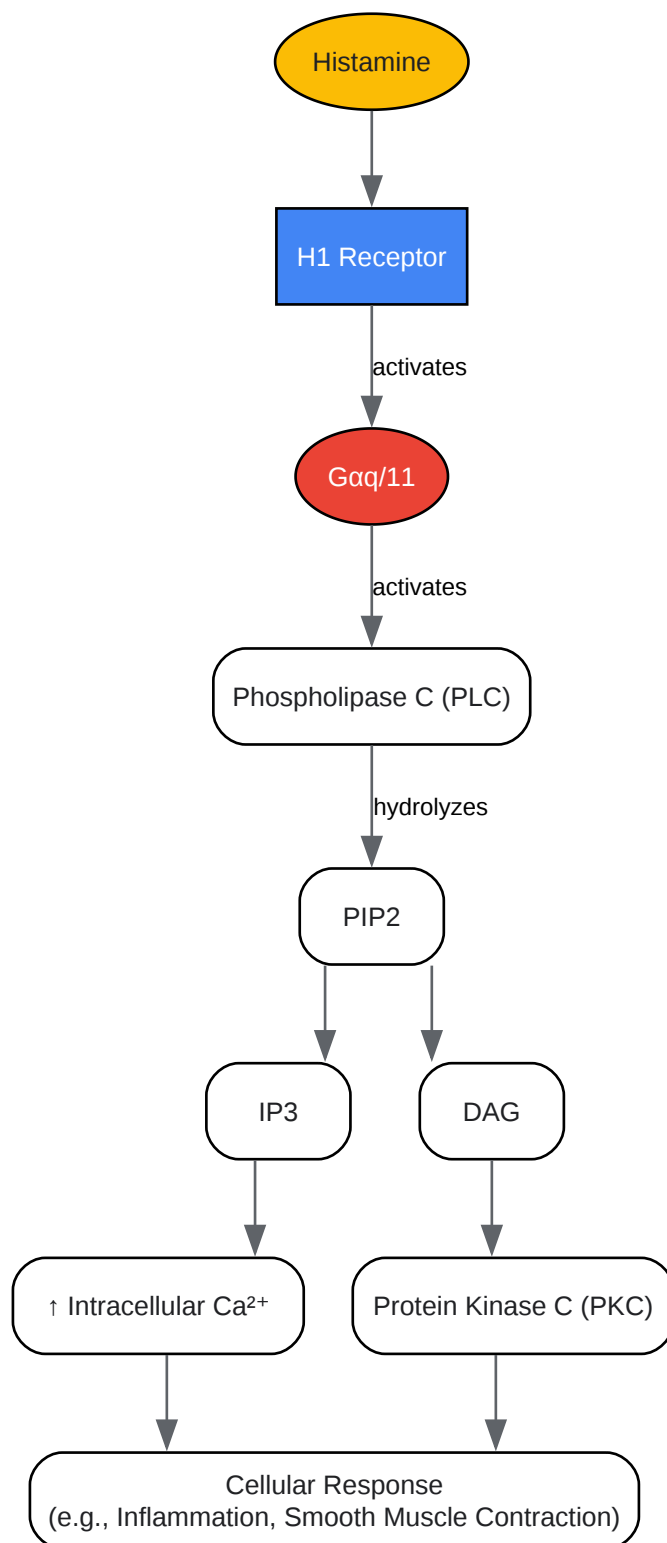 Histamine
H1 Receptor
activates
Gαq/11
activates
Phospholipase C (PLC)
hydrolyzes
PIP2
IP3
DAG
↑ Intracellular Ca²⁺
Protein Kinase C (PKC)
Cellular Response
(e.g., Inflammation, Smooth Muscle Contraction)